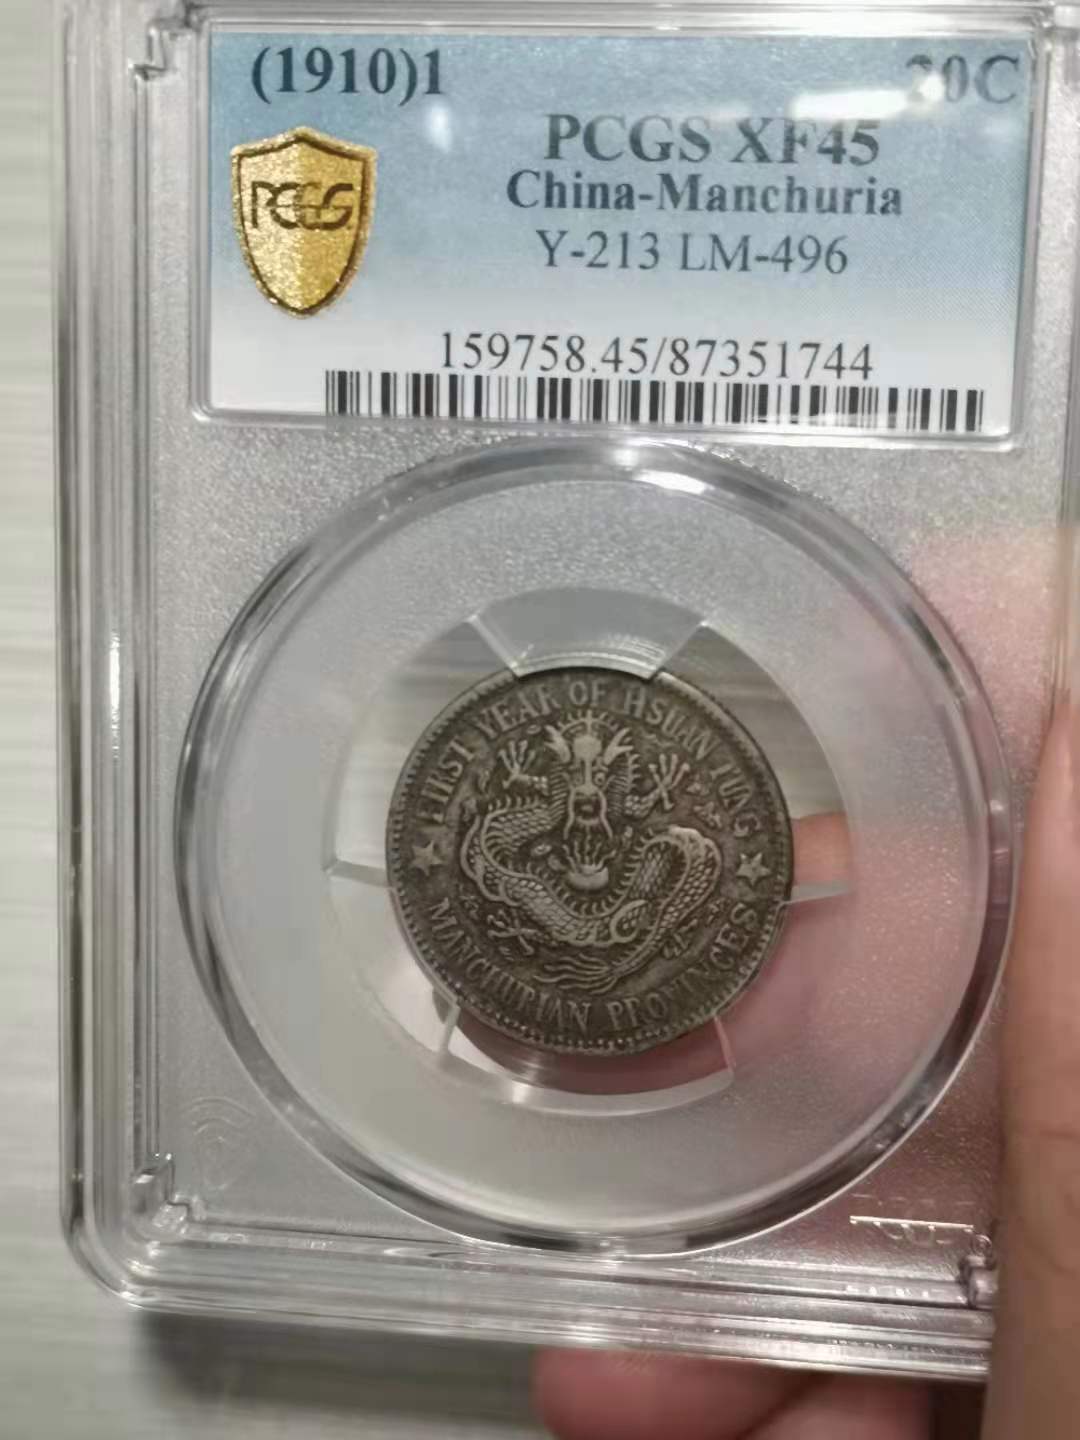 (1910)1 20C
PCGS XF45
China-Manchuria
Y-213 LM-496
PCGS
159758.45/87351744
FIRST YEAR OF HSUAN TUNG
MANCHURIAN PROVINCES